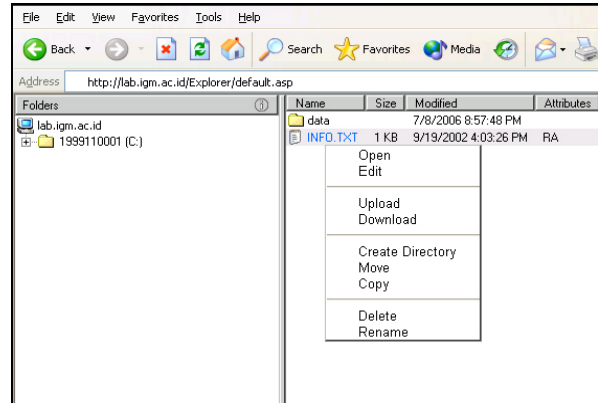 File Edit View Favorites Tools Help
Back Search Favorites Media
Address http://lab.igm.ac.id/Explorer/default.asp
Folders Name Size Modified Attributes
lab.igm.ac.id data 7/8/2006 8:57:48 PM
1999110001 (C:) INFO.TXT 1 KB 9/19/2002 4:03:26 PM RA
Open
Edit
Upload
Download
Create Directory
Move
Copy
Delete
Rename